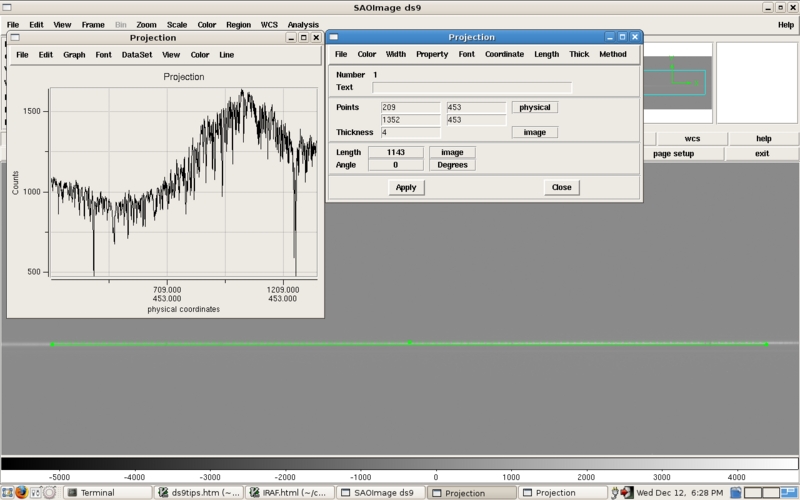 SAOImage ds9
File Edit View Frame Bin Zoom Scale Color Region WCS Analysis Help
Projection
File Edit Graph Font DataSet View Color Line
Projection
1500
1000
500
Counts
709.000 1209.000
453.000 453.000
physical coordinates
Projection
File Color Width Property Font Coordinate Length Thick Method
Number 1
Text
Points 209 453 physical
1352 453
Thickness 4 image
Length 1143 image
Angle 0 Degrees
Apply Close
wcs help
page setup exit
-5000 -4000 -3000 -2000 -1000 0 1000 2000 3000 4000
Terminal ds9tips.htm (~... IRAF.html (~/c... SAOImage ds9 Projection Projection Wed Dec 12, 6:28 PM